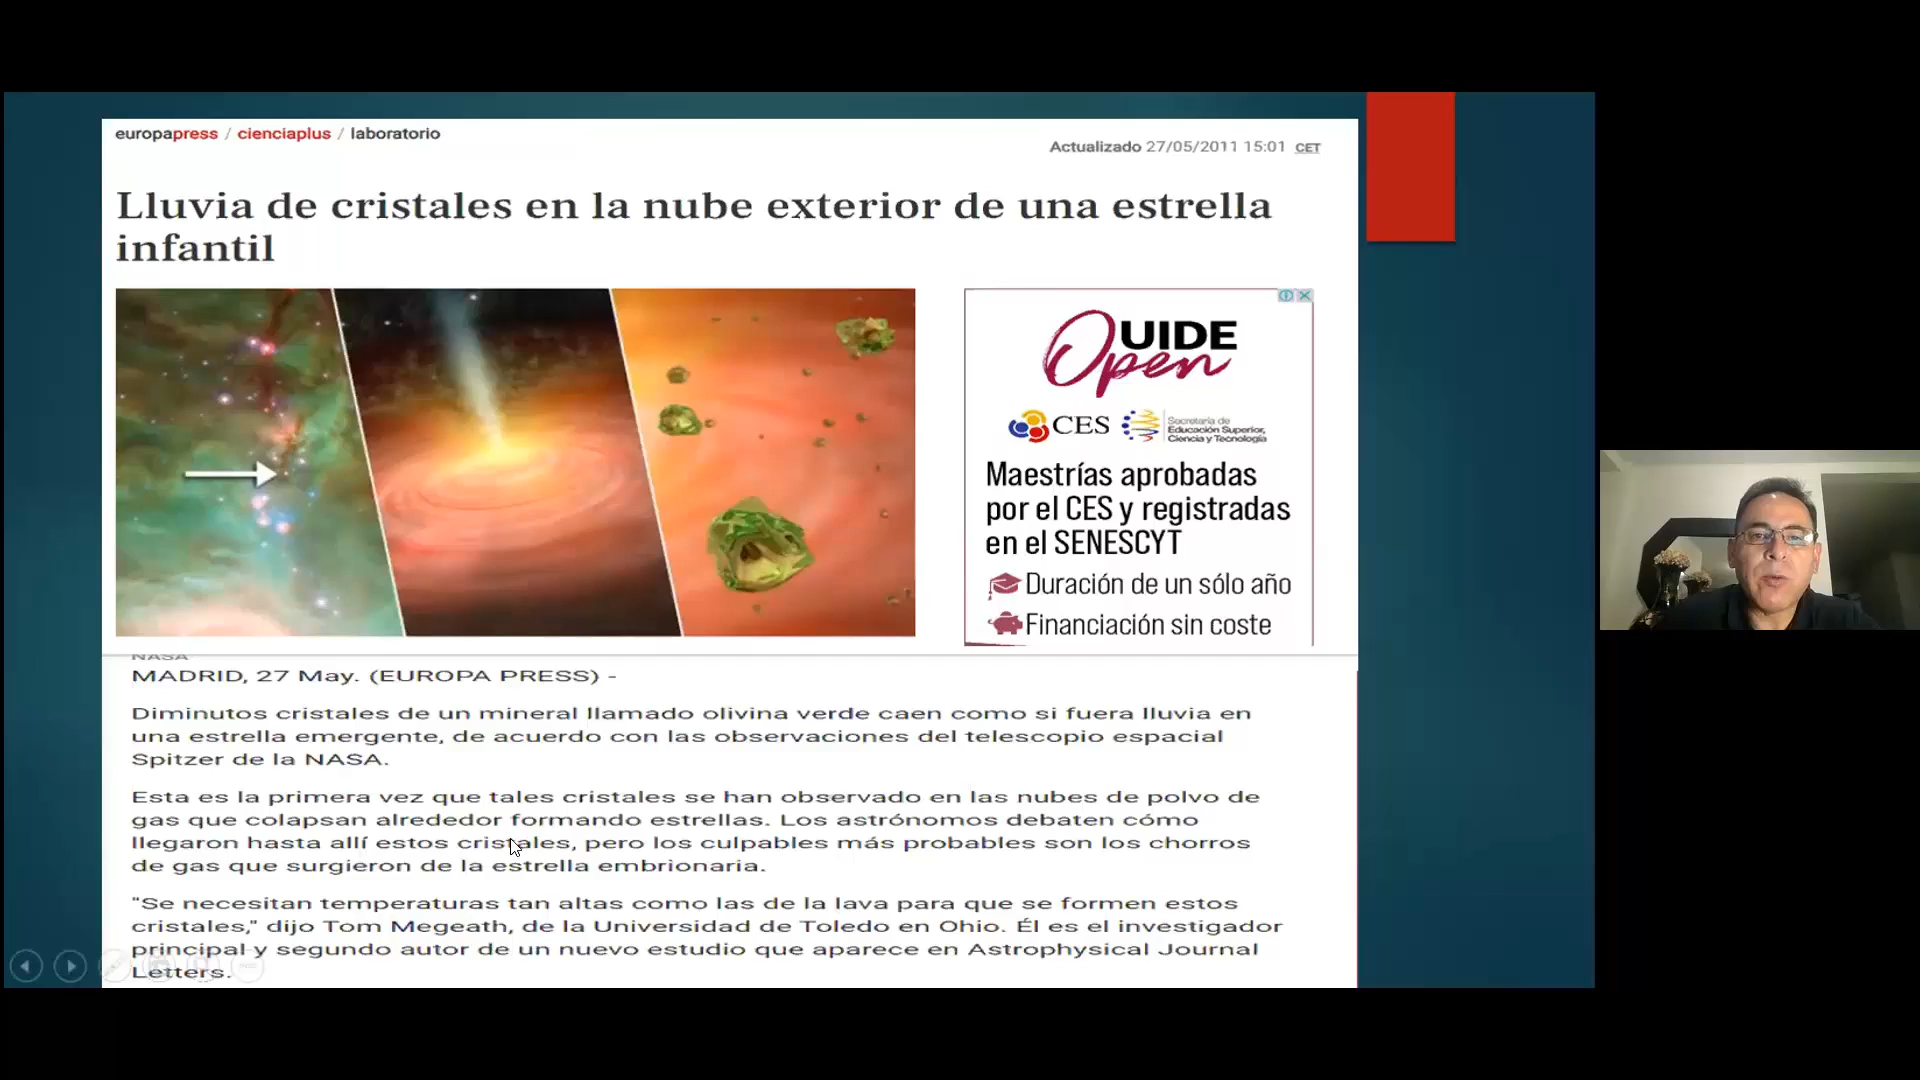 europapress / cienciaplus / laboratorio
Actualizado 27/05/2011 15:01 CET
Lluvia de cristales en la nube exterior de una estrella
infantil
UIDE
Open
CES
Secretaría de
Educación Superior,
Ciencia y Tecnología
Maestrías aprobadas
por el CES y registradas
en el SENESCYT
Duración de un sólo año
Financiación sin coste
NASA
MADRID, 27 May. (EUROPA PRESS) -
Diminutos cristales de un mineral llamado olivina verde caen como si fuera lluvia en
una estrella emergente, de acuerdo con las observaciones del telescopio espacial
Spitzer de la NASA.
Esta es la primera vez que tales cristales se han observado en las nubes de polvo de
gas que colapsan alrededor formando estrellas. Los astrónomos debaten cómo
llegaron hasta allí estos cristales, pero los culpables más probables son los chorros
de gas que surgieron de la estrella embrionaria.
"Se necesitan temperaturas tan altas como las de la lava para que se formen estos
cristales," dijo Tom Megeath, de la Universidad de Toledo en Ohio. Él es el investigador
principal y segundo autor de un nuevo estudio que aparece en Astrophysical Journal
Letters.